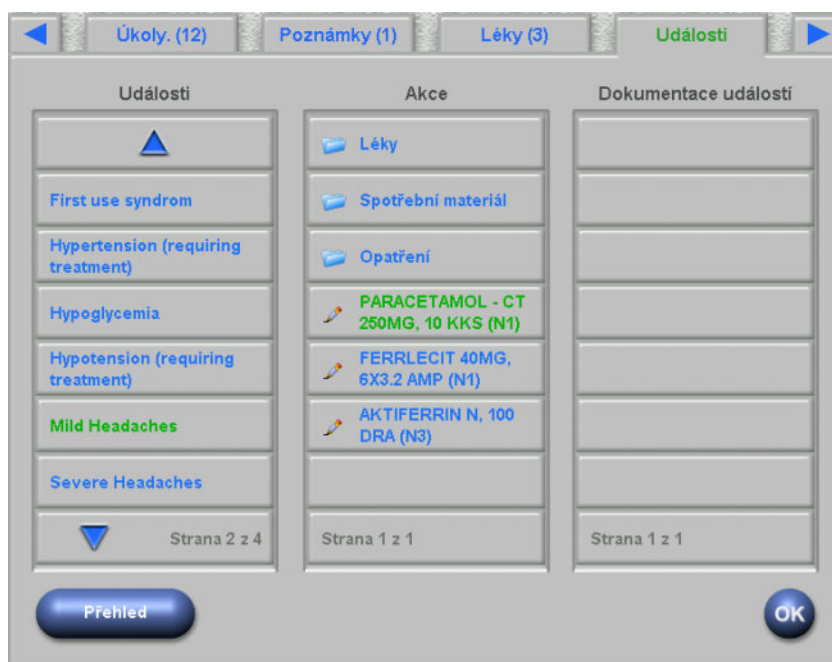 Úkoly. (12)
Poznámky (1)
Léky (3)
Události
Události
Akce
Dokumentace událostí
First use syndrom
Hypertension (requiring
treatment)
Hypoglycemia
Hypotension (requiring
treatment)
Mild Headaches
Severe Headaches
Strana 2 z 4
Léky
Spotřební materiál
Opatření
PARACETAMOL - CT
250MG, 10 KKS (N1)
FERRLECIT 40MG,
6X3.2 AMP (N1)
AKTIFERRIN N, 100
DRA (N3)
Strana 1 z 1
Strana 1 z 1
Přehled
OK